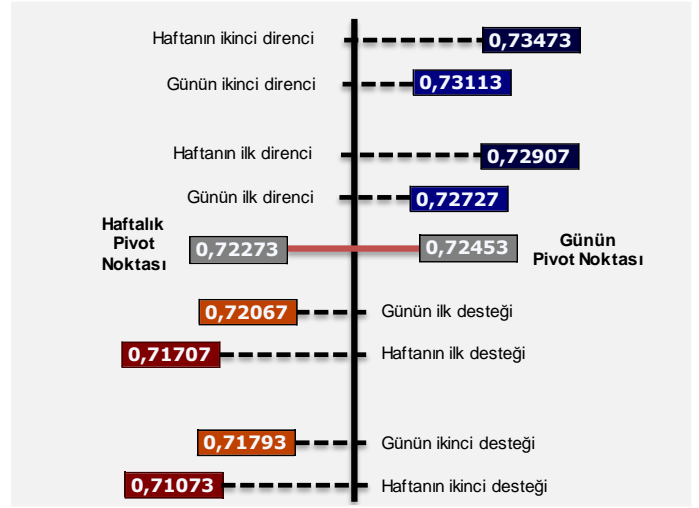 Haftanın ikinci direnci
0,73473
Günün ikinci direnci
0,73113
Haftanın ilk direnci
0,72907
Günün ilk direnci
0,72727
Haftalık
Pivot
Noktası
0,72273
0,72453
Günün
Pivot Noktası
0,72067
Günün ilk desteği
0,71707
Haftanın ilk desteği
0,71793
Günün ikinci desteği
0,71073
Haftanın ikinci desteği